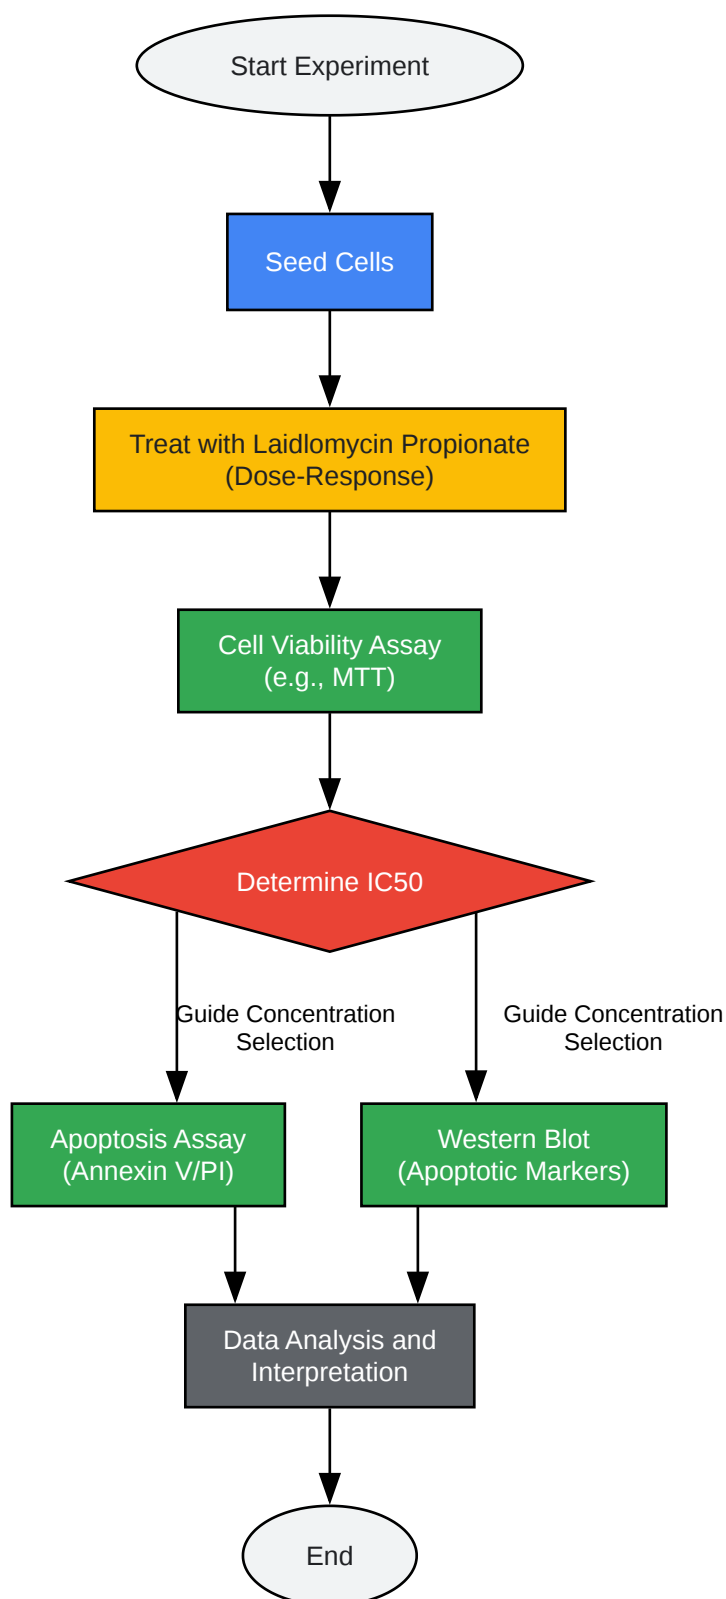 Start Experiment
Seed Cells
Treat with Laidlomycin Propionate
(Dose-Response)
Cell Viability Assay
(e.g., MTT)
Determine IC50
Guide Concentration
Selection
Guide Concentration
Selection
Apoptosis Assay
(Annexin V/PI)
Western Blot
(Apoptotic Markers)
Data Analysis and
Interpretation
End